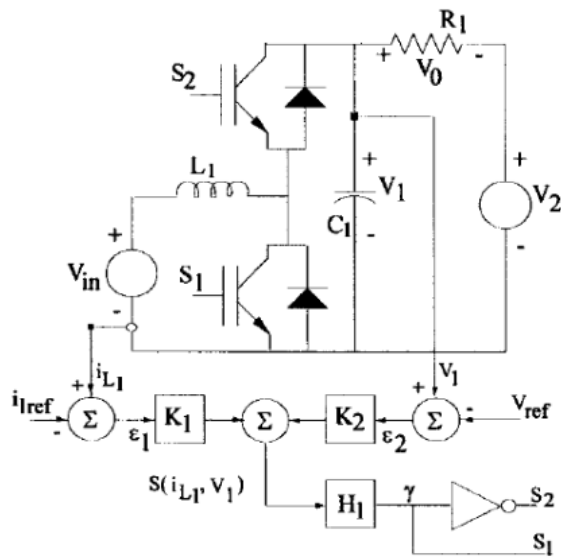 R1
+ V0 -
S2
L1
+
V1
C1
-
+
V2
-
+
Vin
-
S1
iL1
+
i1ref
-
Σ
ε1
K1
Σ
K2
ε2
V1
+
Σ
-
Vref
S(iL1, V1)
H1
γ
S2
S1